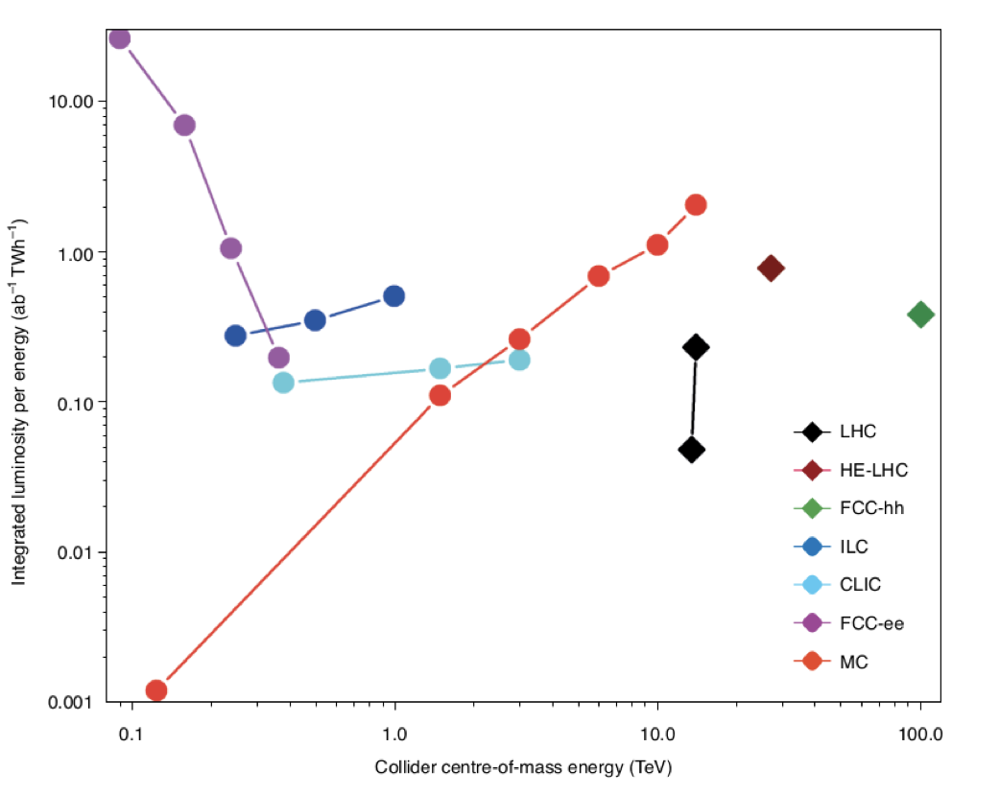 Integrated luminosity per energy (ab⁻¹ TWh⁻¹)
10.00
1.00
0.10
0.01
0.001
LHC
HE-LHC
FCC-hh
ILC
CLIC
FCC-ee
MC
0.1 1.0 10.0 100.0
Collider centre-of-mass energy (TeV)